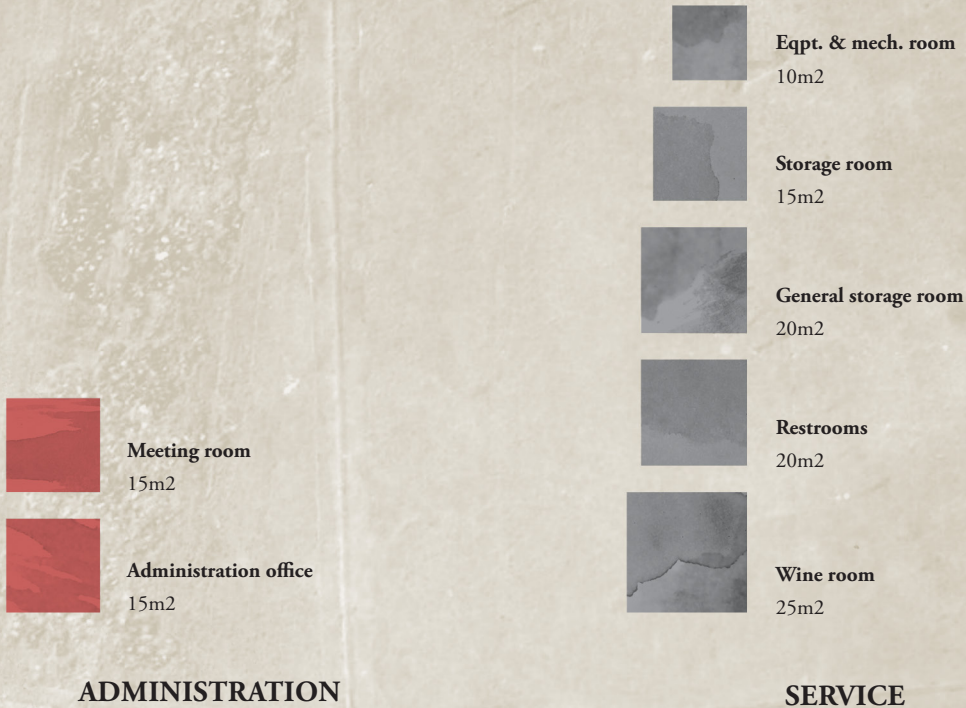 Eqpt. & mech. room
10m2
Storage room
15m2
General storage room
20m2
Restrooms
20m2
Wine room
25m2
Meeting room
15m2
Administration office
15m2
ADMINISTRATION
SERVICE